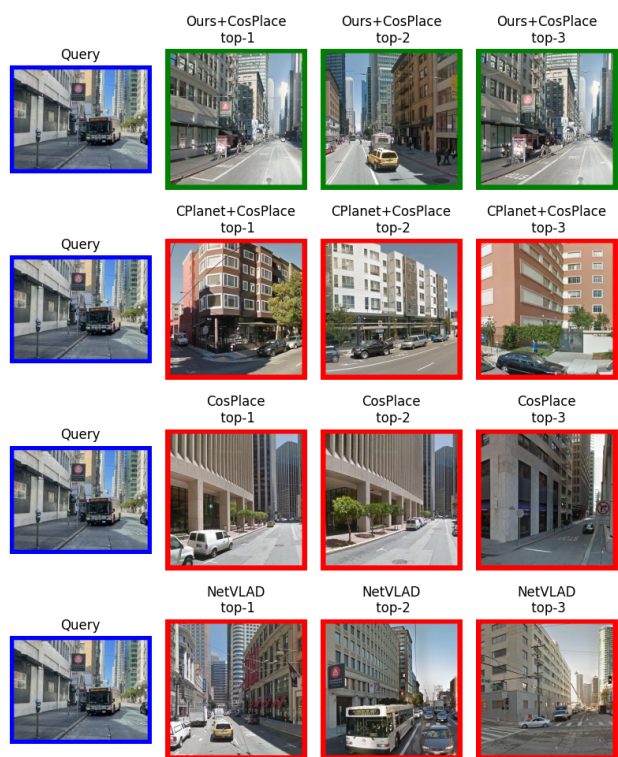 Query
Ours+CosPlace
top-1
Ours+CosPlace
top-2
Ours+CosPlace
top-3
Query
CPlanet+CosPlace
top-1
CPlanet+CosPlace
top-2
CPlanet+CosPlace
top-3
Query
CosPlace
top-1
CosPlace
top-2
CosPlace
top-3
Query
NetVLAD
top-1
NetVLAD
top-2
NetVLAD
top-3